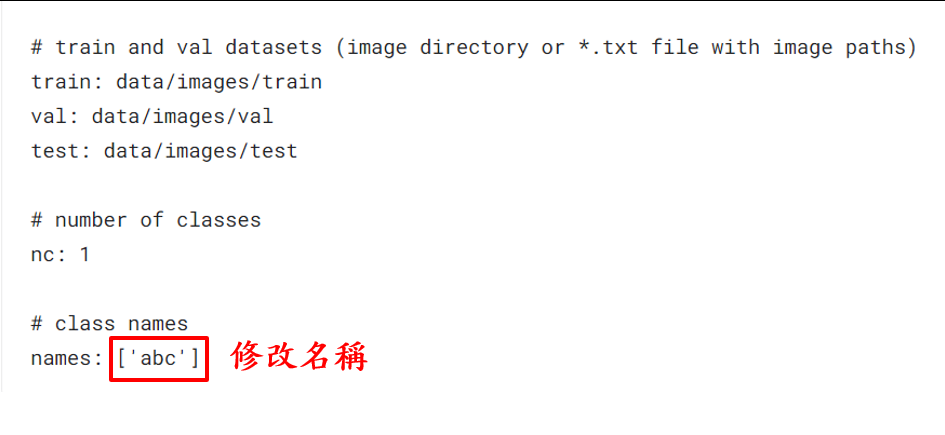 # train and val datasets (image directory or *.txt file with image paths)
train: data/images/train
val: data/images/val
test: data/images/test
# number of classes
nc: 1
# class names
names: ['abc'] 修改名稱